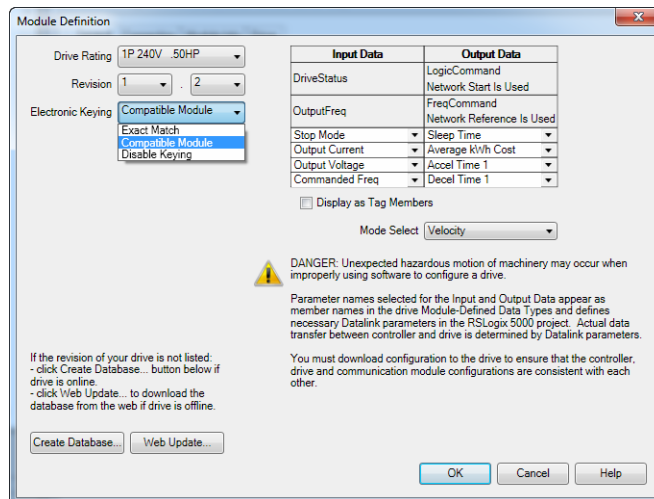 Module Definition
Drive Rating 1P 240V .50HP
Revision 1 . 2
Electronic Keying Compatible Module
Exact Match
Compatible Module
Disable Keying
Input Data Output Data
DriveStatus LogicCommand
Network Start Is Used
OutputFreq FreqCommand
Network Reference Is Used
Stop Mode Sleep Time
Output Current Average kWh Cost
Output Voltage Accel Time 1
Commanded Freq Decel Time 1
Display as Tag Members
Mode Select Velocity
DANGER: Unexpected hazardous motion of machinery may occur when
improperly using software to configure a drive.
Parameter names selected for the Input and Output Data appear as
member names in the drive Module-Defined Data Types and defines
necessary Datalink parameters in the RSLogix 5000 project. Actual data
transfer between controller and drive is determined by Datalink parameters.
You must download configuration to the drive to ensure that the controller,
drive and communication module configurations are consistent with each
other.
If the revision of your drive is not listed:
- click Create Database... button below if
drive is online.
- click Web Update... to download the
database from the web if drive is offline.
Create Database... Web Update...
OK Cancel Help